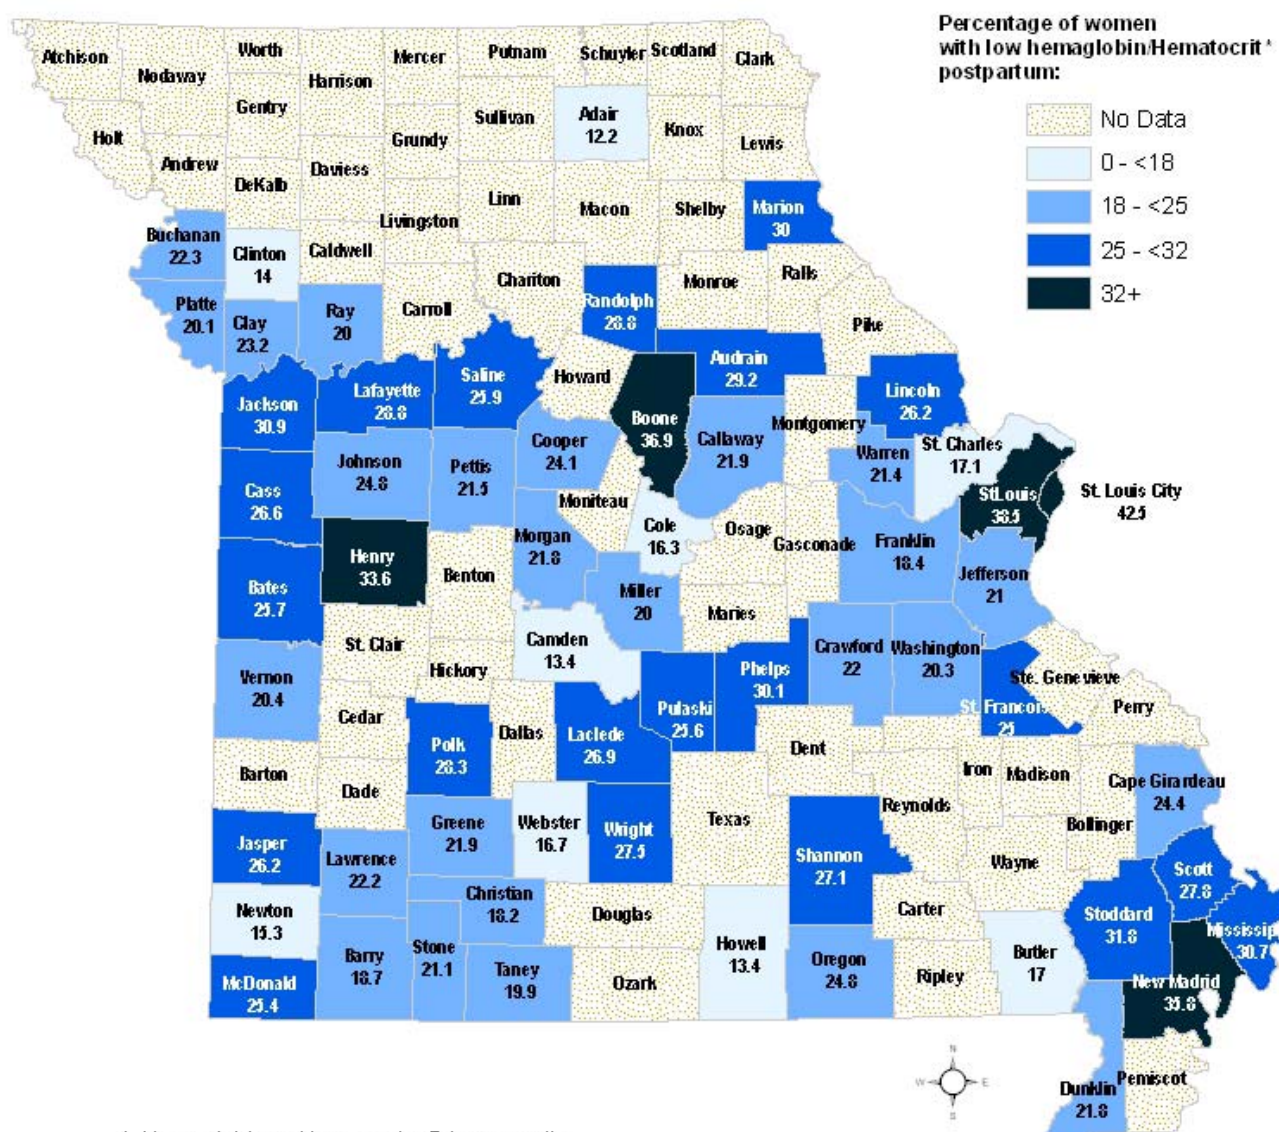 Percentage of women
with low hemaglobin/Hematocrit *
postpartum:
No Data
0 - <18
18 - <25
25 - <32
32+
Atchison
Nodaway
Worth
Harrison
Mercer
Putnam
Schuyler
Scotland
Clark
Gentry
Holt
Andrew
DeKalb
Daviess
Grundy
Sullivan
Adair
12.2
Knox
Lewis
Livingston
Linn
Macon
Shelby
Marion
30
Buchanan
22.3
Clinton
14
Caldwell
Chariton
Monroe
Ralls
Platte
20.1
Clay
23.2
Ray
20
Carroll
Randolph
28.8
Pike
Audrain
29.2
Jackson
30.9
Lafayette
28.8
Saline
25.9
Howard
Boone
36.9
Lincoln
26.2
Montgomery
Callaway
21.9
Warren
21.4
St. Charles
17.1
Johnson
24.8
Pettis
21.5
Cooper
24.1
Moniteau
StLouis
38.5
St. Louis City
42.5
Cass
26.6
Henry
33.6
Morgan
21.8
Cole
16.3
Osage
Gasconade
Franklin
18.4
Jefferson
21
Bates
25.7
Benton
Miller
20
Maries
St. Clair
Hickory
Camden
13.4
Phelps
30.1
Crawford
22
Washington
20.3
Ste. Genevieve
Vernon
20.4
Cedar
Polk
28.3
Dallas
Laclede
26.9
Pulaski
25.6
St. Francois
25
Perry
Dent
Barton
Dade
Iron
Madison
Cape Girardeau
24.4
Reynolds
Bollinger
Jasper
26.2
Lawrence
22.2
Greene
21.9
Webster
16.7
Wright
27.5
Texas
Shannon
27.1
Wayne
Scott
27.8
Newton
15.3
Christian
18.2
Douglas
Carter
Stoddard
31.8
30.7
Barry
18.7
Stone
21.1
Taney
19.9
Ozark
Howell
13.4
Oregon
24.8
Ripley
Butler
17
New Madrid
35.8
McDonald
25.4
Dunklin
21.8
Pemiscot
N
W
E
S